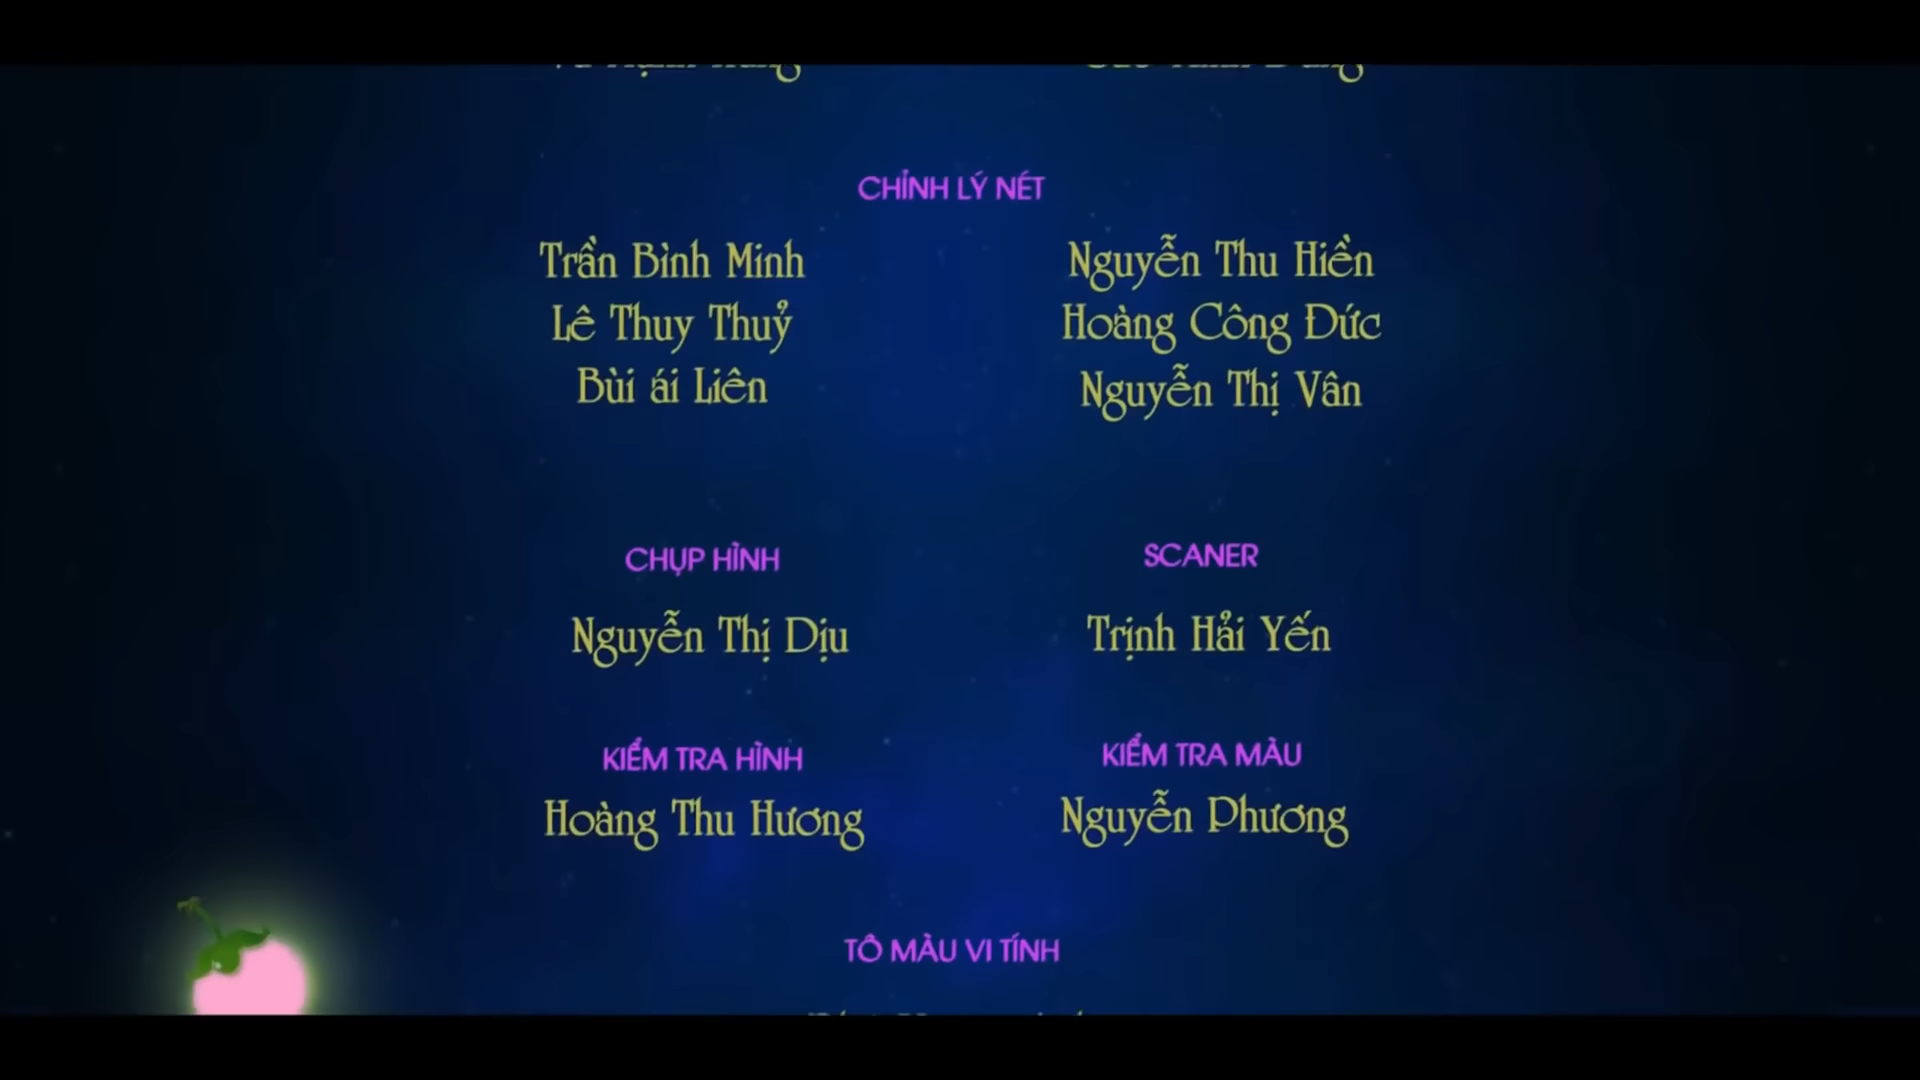 CHỈNH LÝ NÉT
Trần Bình Minh
Nguyễn Thu Hiền
Lê Thuy Thuỷ
Hoàng Công Đức
Bùi ái Liên
Nguyễn Thị Vân
CHỤP HÌNH
SCANER
Nguyễn Thị Dịu
Trịnh Hải Yến
KIỂM TRA HÌNH
KIỂM TRA MÀU
Hoàng Thu Hương
Nguyễn Phương
TÔ MÀU VI TÍNH